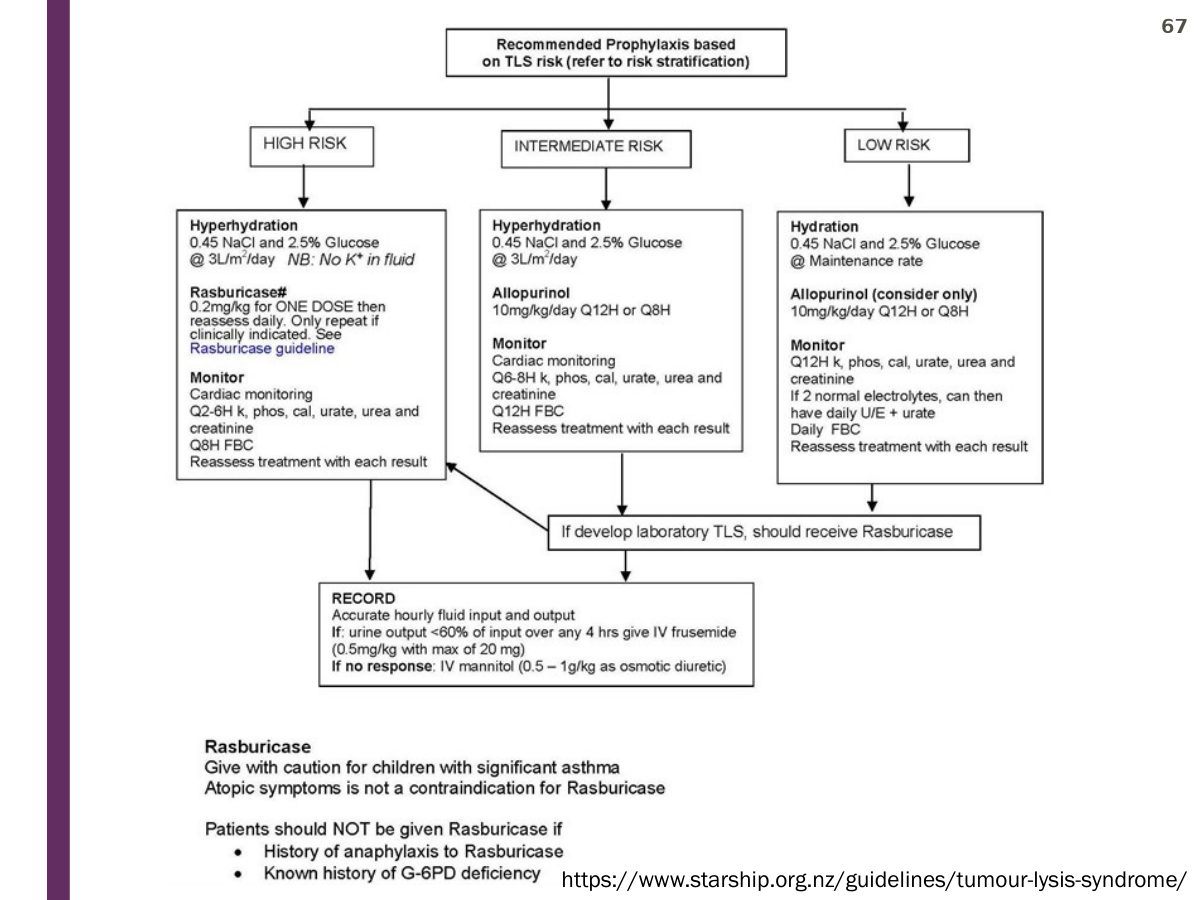 67
Recommended Prophylaxis based
on TLS risk (refer to risk stratification)
HIGH RISK
INTERMEDIATE RISK
LOW RISK
Hyperhydration
0.45 NaCl and 2.5% Glucose
@ 3L/m²/day NB: No K⁺ in fluid
Rasburicase#
0.2mg/kg for ONE DOSE then
reassess daily. Only repeat if
clinically indicated. See
Rasburicase guideline
Monitor
Cardiac monitoring
Q2-6H k, phos, cal, urate, urea and
creatinine
Q8H FBC
Reassess treatment with each result
Hyperhydration
0.45 NaCl and 2.5% Glucose
@ 3L/m²/day
Allopurinol
10mg/kg/day Q12H or Q8H
Monitor
Cardiac monitoring
Q6-8H k, phos, cal, urate, urea and
creatinine
Q12H FBC
Reassess treatment with each result
Hydration
0.45 NaCl and 2.5% Glucose
@ Maintenance rate
Allopurinol (consider only)
10mg/kg/day Q12H or Q8H
Monitor
Q12H k, phos, cal, urate, urea and
creatinine
If 2 normal electrolytes, can then
have daily U/E + urate
Daily FBC
Reassess treatment with each result
If develop laboratory TLS, should receive Rasburicase
RECORD
Accurate hourly fluid input and output
If: urine output <60% of input over any 4 hrs give IV frusemide
(0.5mg/kg with max of 20 mg)
If no response: IV mannitol (0.5 – 1g/kg as osmotic diuretic)
Rasburicase
Give with caution for children with significant asthma
Atopic symptoms is not a contraindication for Rasburicase
Patients should NOT be given Rasburicase if
• History of anaphylaxis to Rasburicase
• Known history of G-6PD deficiency
https://www.starship.org.nz/guidelines/tumour-lysis-syndrome/